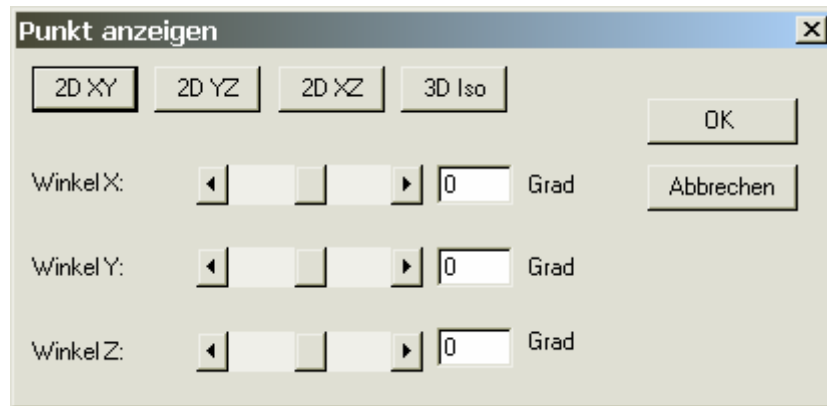 Punkt anzeigen
2D XY 2D YZ 2D XZ 3D Iso
OK
Winkel X: 0 Grad
Abbrechen
Winkel Y: 0 Grad
Winkel Z: 0 Grad